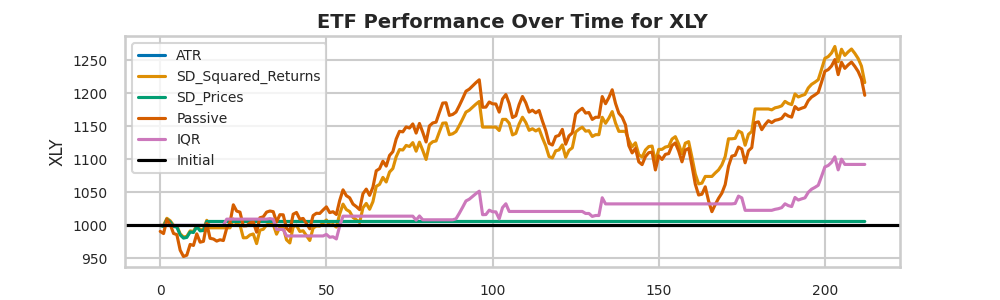 ETF Performance Over Time for XLY
XLY
1250
1200
1150
1100
1050
1000
950
ATR
SD_Squared_Returns
SD_Prices
Passive
IQR
Initial
0 50 100 150 200